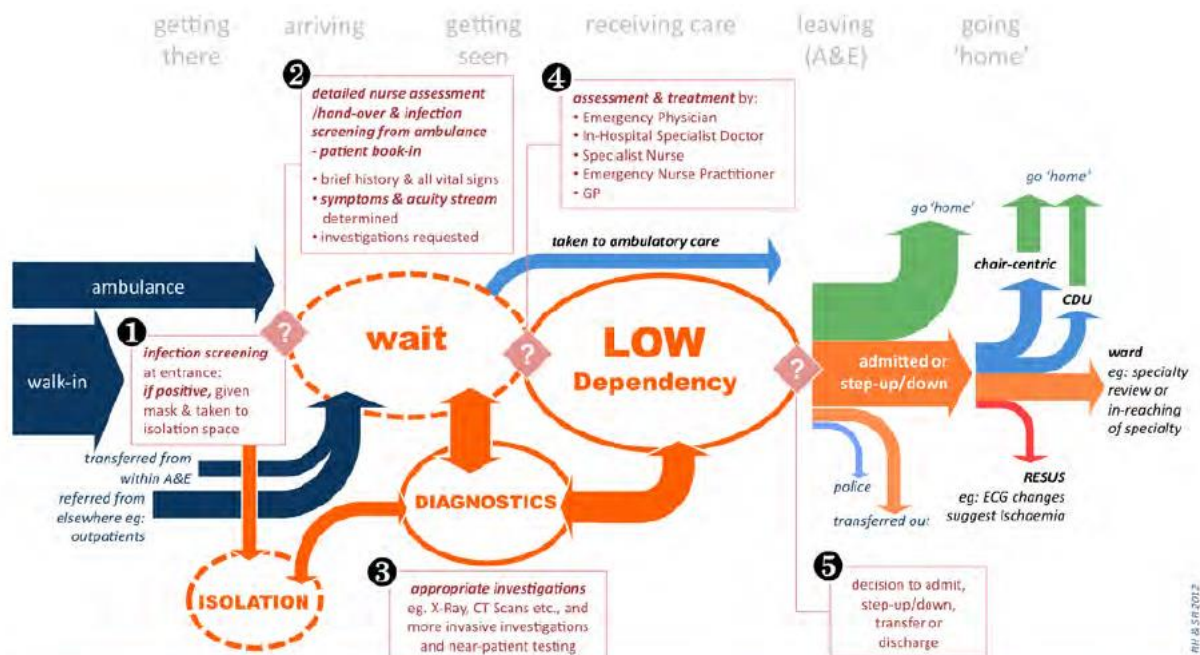 getting
there
arriving
getting
seen
receiving care
leaving
(A&E)
going
'home'
2
detailed nurse assessment
/hand-over & infection
screening from ambulance
- patient book-in
• brief history & all vital signs
• symptoms & acuity stream
determined
• investigations requested
4
assessment & treatment by:
• Emergency Physician
• In-Hospital Specialist Doctor
• Specialist Nurse
• Emergency Nurse Practitioner
• GP
go 'home'
go 'home'
taken to ambulatory care
chair-centric
CDU
ambulance
walk-in
1
infection screening
at entrance:
if positive, given
mask & taken to
isolation space
?
wait
?
LOW
Dependency
?
admitted or
step-up/down
ward
eg: specialty
review or
in-reaching
of specialty
transferred from
within A&E
referred from
elsewhere eg:
outpatients
DIAGNOSTICS
police
transferred out
RESUS
eg: ECG changes
suggest Ischaemia
ISOLATION
3
appropriate investigations
eg. X-Ray, CT Scans etc., and
more invasive investigations
and near-patient testing
5
decision to admit,
step-up/down,
transfer or
discharge
RH & SR 2012